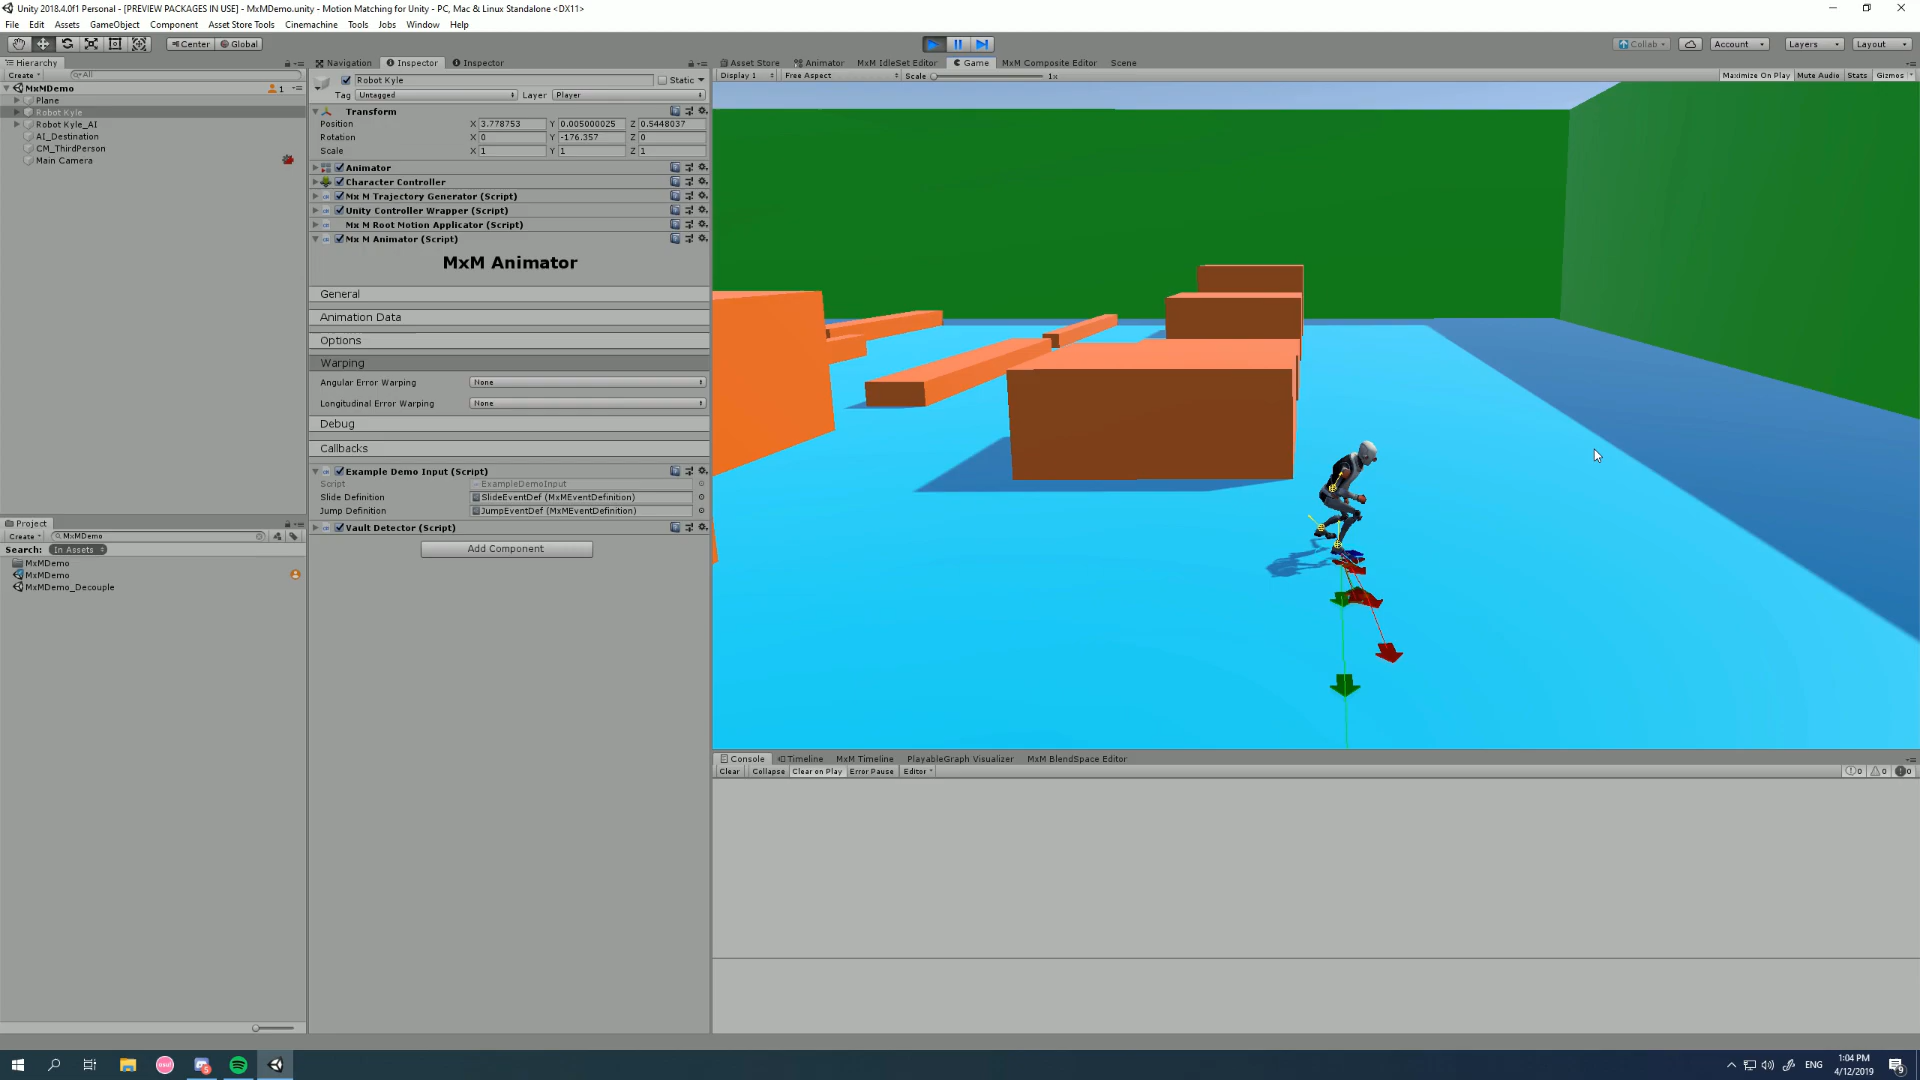 Unity 2018.4.0f1 Personal - [PREVIEW PACKAGES IN USE] - MxMDemo.unity - Motion Matching for Unity - PC, Mac & Linux Standalone <DX11>
File Edit Assets GameObject Component Asset Store Tools Cinemachine Tools Jobs Window Help
Center Global
Collab Account Layers Layout
Hierarchy
Create All
MxMDemo 1
Plane
Robot Kyle
Robot Kyle_AI
AI_Destination
CM_ThirdPerson
Main Camera
Project
Create MxMDemo
Search: In Assets
MxMDemo
MxMDemo
MxMDemo_Decouple
Navigation Inspector Inspector
Robot Kyle Static
Tag Untagged Layer Player
Transform
Position X 3.778753 Y 0.005000025 Z 0.5448037
Rotation X 0 Y -176.357 Z 0
Scale X 1 Y 1 Z 1
Animator
Character Controller
Mx M Trajectory Generator (Script)
Unity Controller Wrapper (Script)
Mx M Root Motion Applicator (Script)
Mx M Animator (Script)
MxM Animator
General
Animation Data
Options
Warping
Angular Error Warping None
Longitudinal Error Warping None
Debug
Callbacks
Example Demo Input (Script)
Script ExampleDemoInput
Slide Definition SlideEventDef (MxMEventDefinition)
Jump Definition JumpEventDef (MxMEventDefinition)
Vault Detector (Script)
Add Component
Asset Store Animator MxM IdleSet Editor Game MxM Composite Editor Scene
Display 1 Free Aspect Scale 1x Maximize On Play Mute Audio Stats Gizmos
Console Timeline MxM Timeline PlayableGraph Visualizer MxM BlendSpace Editor
Clear Collapse Clear on Play Error Pause Editor 0 0 0
ENG 1:04 PM
4/12/2019